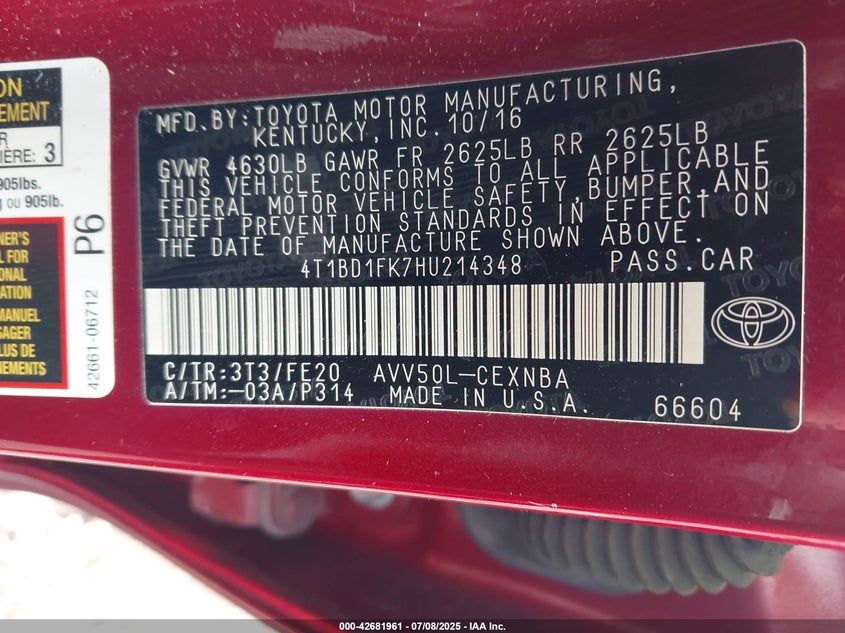 ON
EMENT
R
IÈRE: 3
905lbs.
g ou 905lb.
NER'S
L FOR
IONAL
ATION
MANUEL
SAGER
LUS DE
NEMENTS
P6
42661-06712
MFD.BY:TOYOTA MOTOR MANUFACTURING,
KENTUCKY,INC.10/16
GVWR 4630LB GAWR FR 2625LB RR 2625LB
THIS VEHICLE CONFORMS TO ALL APPLICABLE
FEDERAL MOTOR VEHICLE SAFETY,BUMPER,AND
THEFT PREVENTION STANDARDS IN EFFECT ON
THE DATE OF MANUFACTURE SHOWN ABOVE.
4T1BD1FK7HU214348 PASS.CAR
C/TR:3T3/FE20 AVV50L-CEXNBA
A/TM:-03A/P314 MADE IN U.S.A. 66604
000-42681961 - 07/08/2025 - IAA Inc.